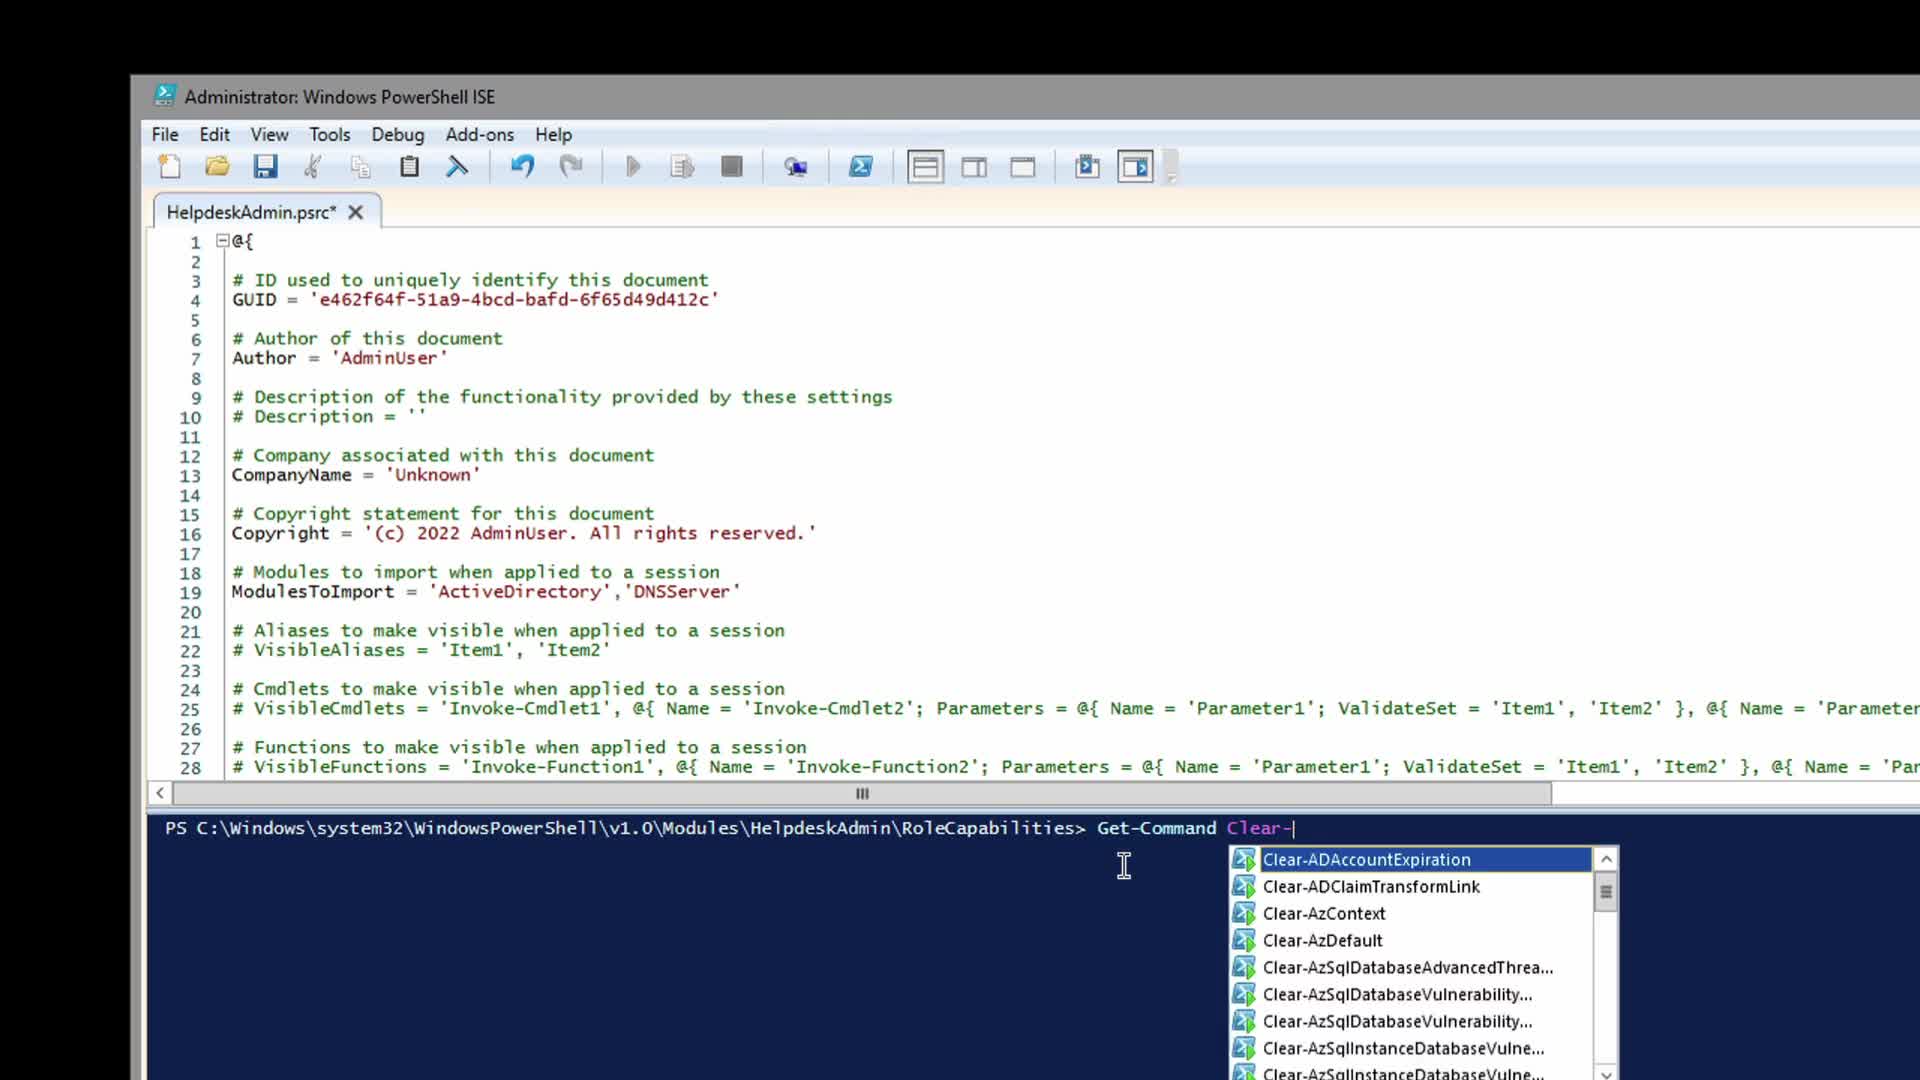 Administrator: Windows PowerShell ISE
File Edit View Tools Debug Add-ons Help
HelpdeskAdmin.psrc*
1 @{
2
3 # ID used to uniquely identify this document
4 GUID = 'e462f64f-51a9-4bcd-bafd-6f65d49d412c'
5
6 # Author of this document
7 Author = 'AdminUser'
8
9 # Description of the functionality provided by these settings
10 # Description = ''
11
12 # Company associated with this document
13 CompanyName = 'Unknown'
14
15 # Copyright statement for this document
16 Copyright = '(c) 2022 AdminUser. All rights reserved.'
17
18 # Modules to import when applied to a session
19 ModulesToImport = 'ActiveDirectory','DNSServer'
20
21 # Aliases to make visible when applied to a session
22 # VisibleAliases = 'Item1', 'Item2'
23
24 # Cmdlets to make visible when applied to a session
25 # VisibleCmdlets = 'Invoke-Cmdlet1', @{ Name = 'Invoke-Cmdlet2'; Parameters = @{ Name = 'Parameter1'; ValidateSet = 'Item1', 'Item2' }, @{ Name = 'Parameter
26
27 # Functions to make visible when applied to a session
28 # VisibleFunctions = 'Invoke-Function1', @{ Name = 'Invoke-Function2'; Parameters = @{ Name = 'Parameter1'; ValidateSet = 'Item1', 'Item2' }, @{ Name = 'Par
PS C:\Windows\system32\WindowsPowerShell\v1.0\Modules\HelpdeskAdmin\RoleCapabilities> Get-Command Clear-
Clear-ADAccountExpiration
Clear-ADClaimTransformLink
Clear-AzContext
Clear-AzDefault
Clear-AzSqlDatabaseAdvancedThrea...
Clear-AzSqlDatabaseVulnerability...
Clear-AzSqlDatabaseVulnerability...
Clear-AzSqlInstanceDatabaseVulne...
Clear-AzSqlInstanceDatabaseVulne...